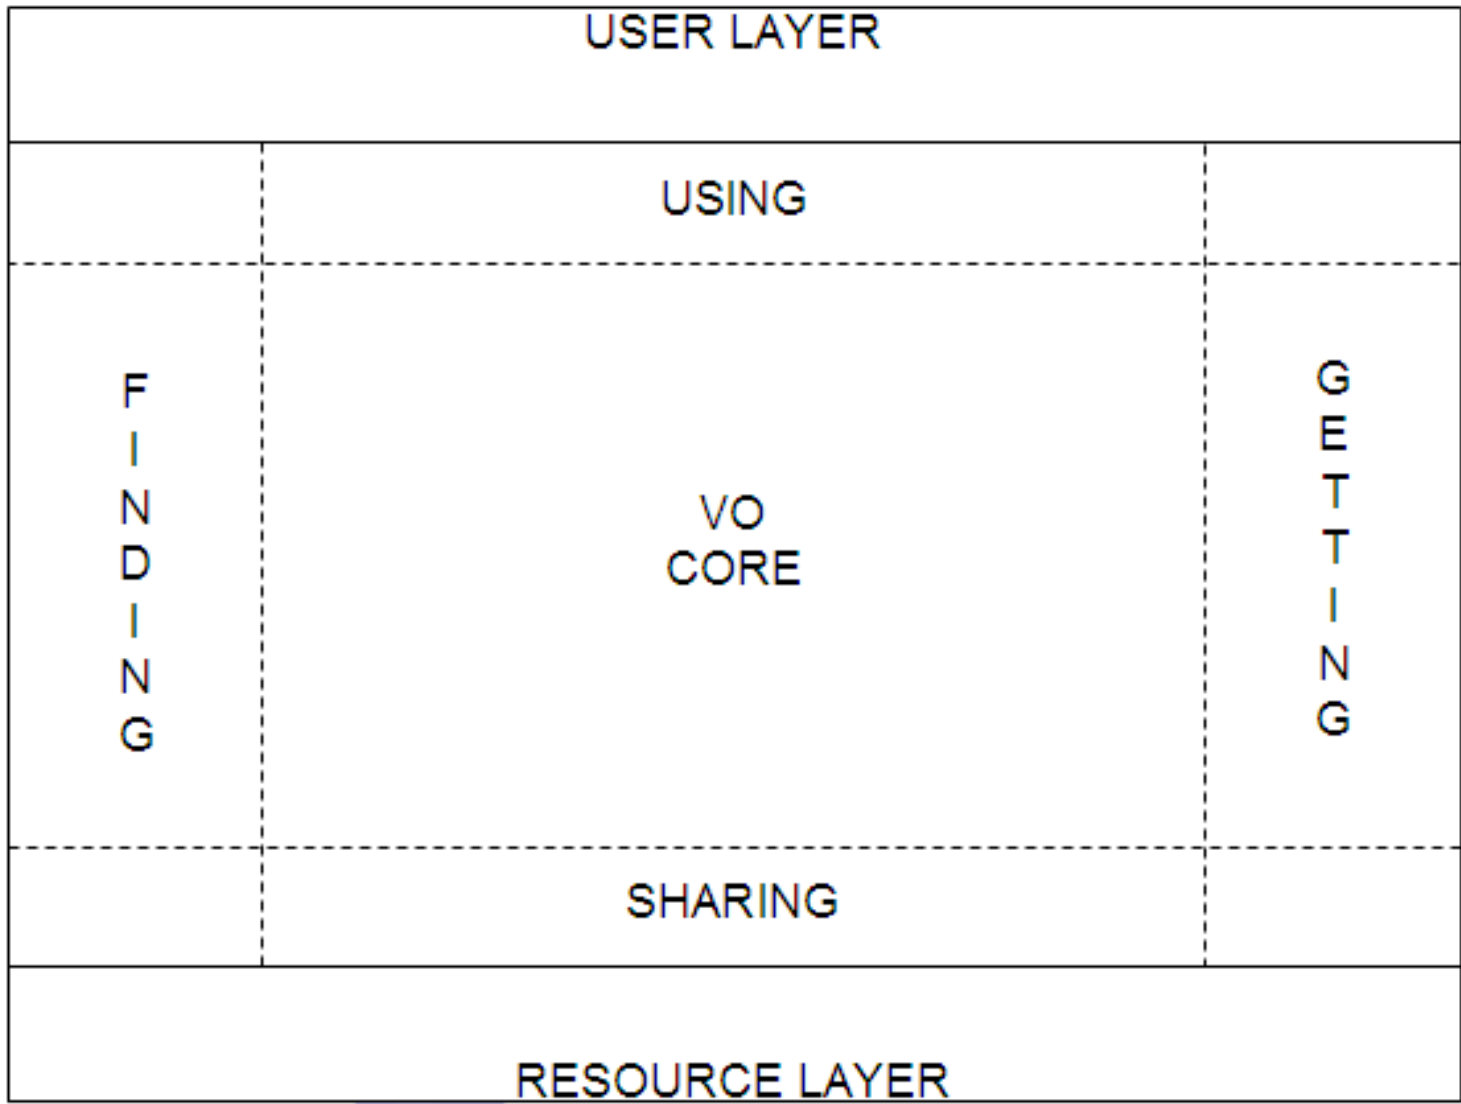 USER LAYER
USING
FINDING
VO
CORE
GETTING
SHARING
RESOURCE LAYER